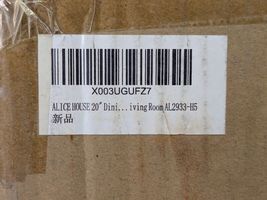 X003UGUFZ7
ALICE HOUSE 20" Dini...iving Room AL2933-H5
新品